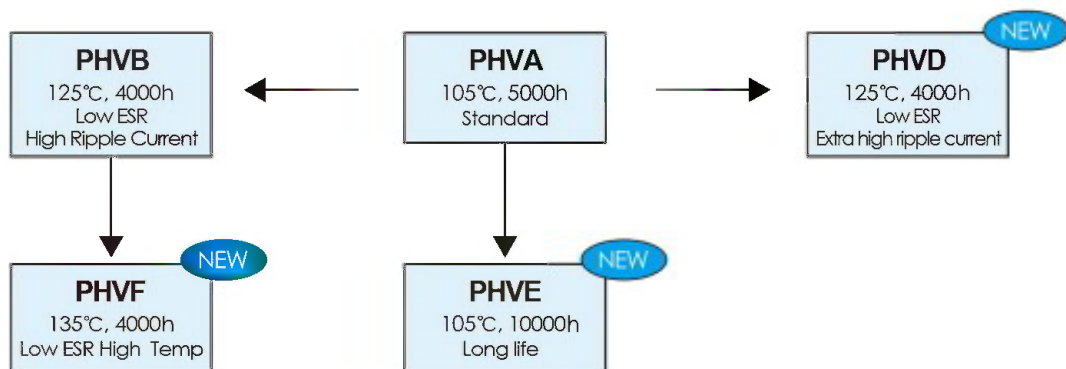 PHVB
125℃, 4000h
Low ESR
High Ripple Current
PHVA
105℃, 5000h
Standard
NEW
PHVD
125℃, 4000h
Low ESR
Extra high ripple current
NEW
PHVF
135℃, 4000h
Low ESR High Temp
NEW
PHVE
105℃, 10000h
Long life